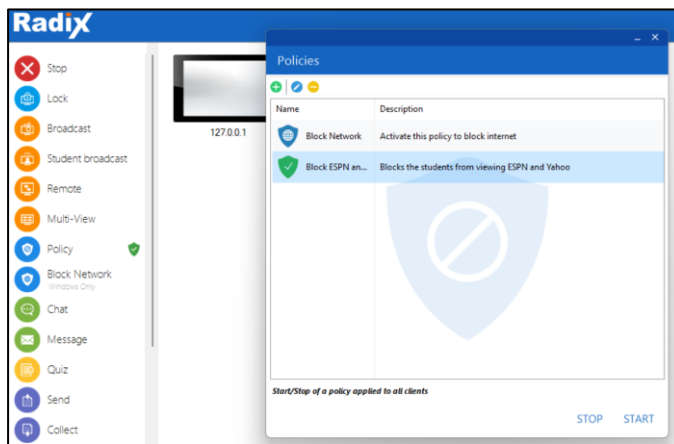 Radix
Stop
Lock
Broadcast
Student broadcast
Remote
Multi-View
Policy
Block Network
Windows Only
Chat
Message
Quiz
Send
Collect
127.0.0.1
Policies
Name Description
Block Network Activate this policy to block internet
Block ESPN an... Blocks the students from viewing ESPN and Yahoo
Start/Stop of a policy applied to all clients
STOP START